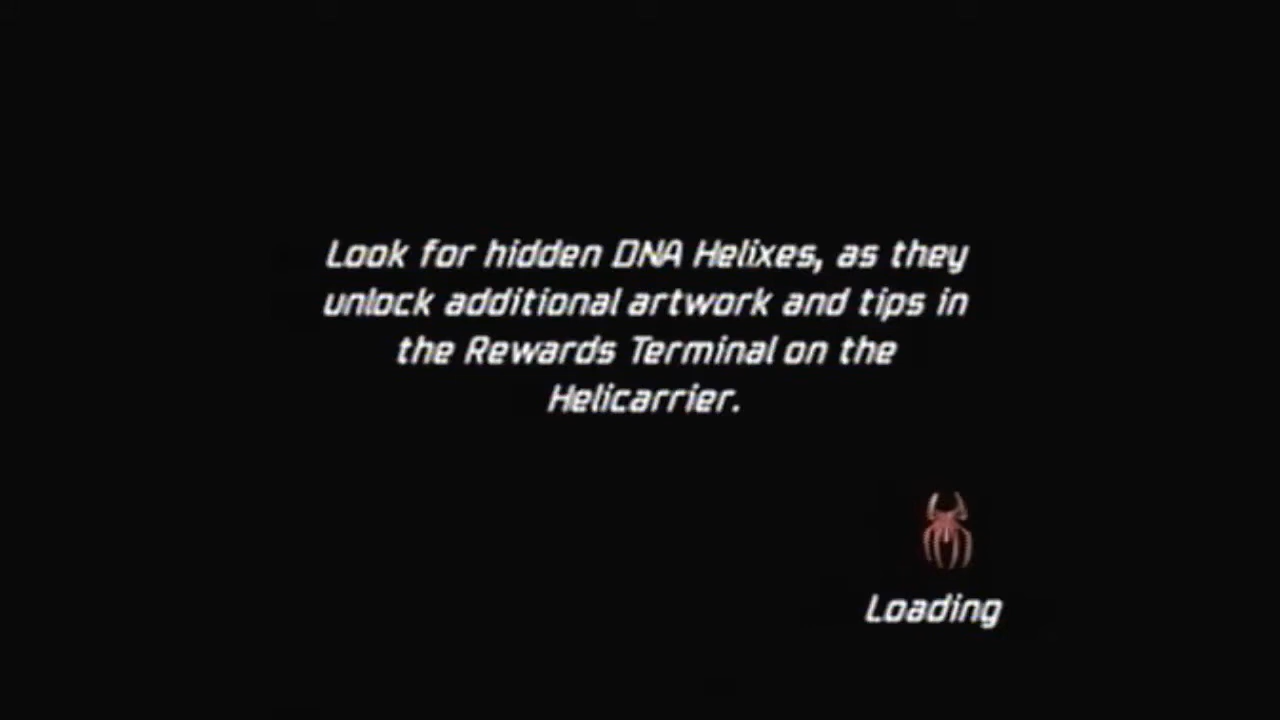 Look for hidden DNA Helixes, as they
unlock additional artwork and tips in
the Rewards Terminal on the
Helicarrier.
Loading